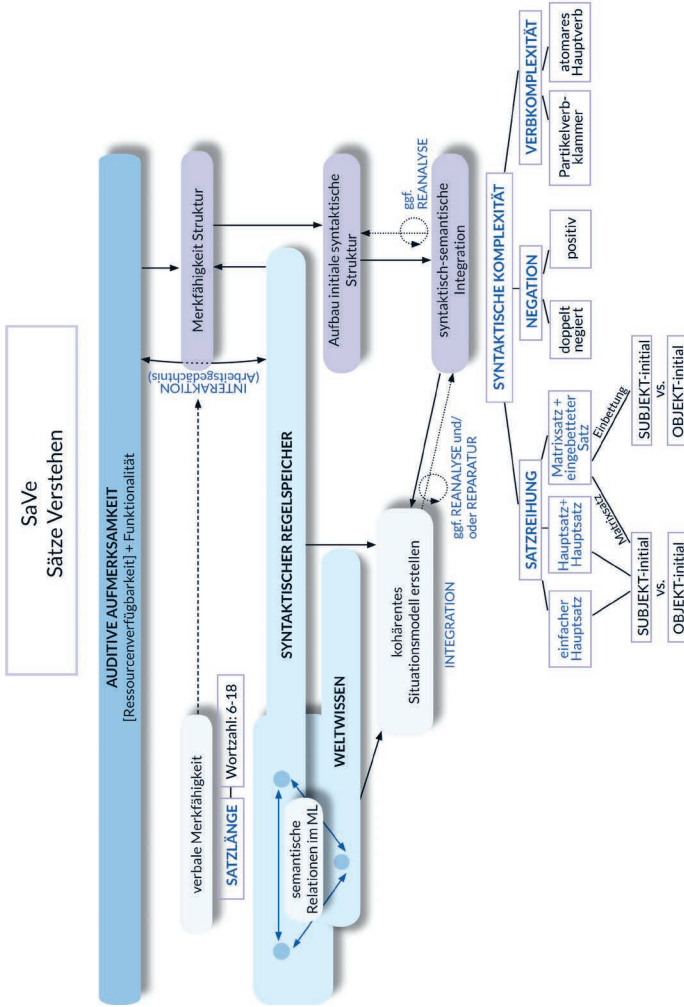 SaVe
Sätze Verstehen
AUDITIVE AUFMERKSAMKEIT
[Ressourcenverfügbarkeit] + Funktionalität
verbale Merkfähigkeit
SATZLÄNGE
Wortzahl: 6-18
INTERAKTION
(Arbeitsgedächtnis)
Merkfähigkeit Struktur
SYNTAKTISCHER REGELSPEICHER
semantische
Relationen im ML
WELTWISSEN
Aufbau initiale syntaktische
Struktur
ggf.
REANALYSE
kohärentes
Situationsmodell erstellen
INTEGRATION
ggf. REANALYSE und/
oder REPARATUR
syntaktisch-semantische
Integration
SYNTAKTISCHE KOMPLEXITÄT
SATZREIHUNG
NEGATION
VERBKOMPLEXITÄT
einfacher
Hauptsatz
Hauptsatz+
Hauptsatz
Matrixsatz +
eingebetteter
Satz
doppelt
negiert
positiv
Partikelverb-
klammer
atomares
Hauptverb
Matrixsatz
Einbettung
SUBJEKT-initial
vs.
OBJEKT-initial
SUBJEKT-initial
vs.
OBJEKT-initial